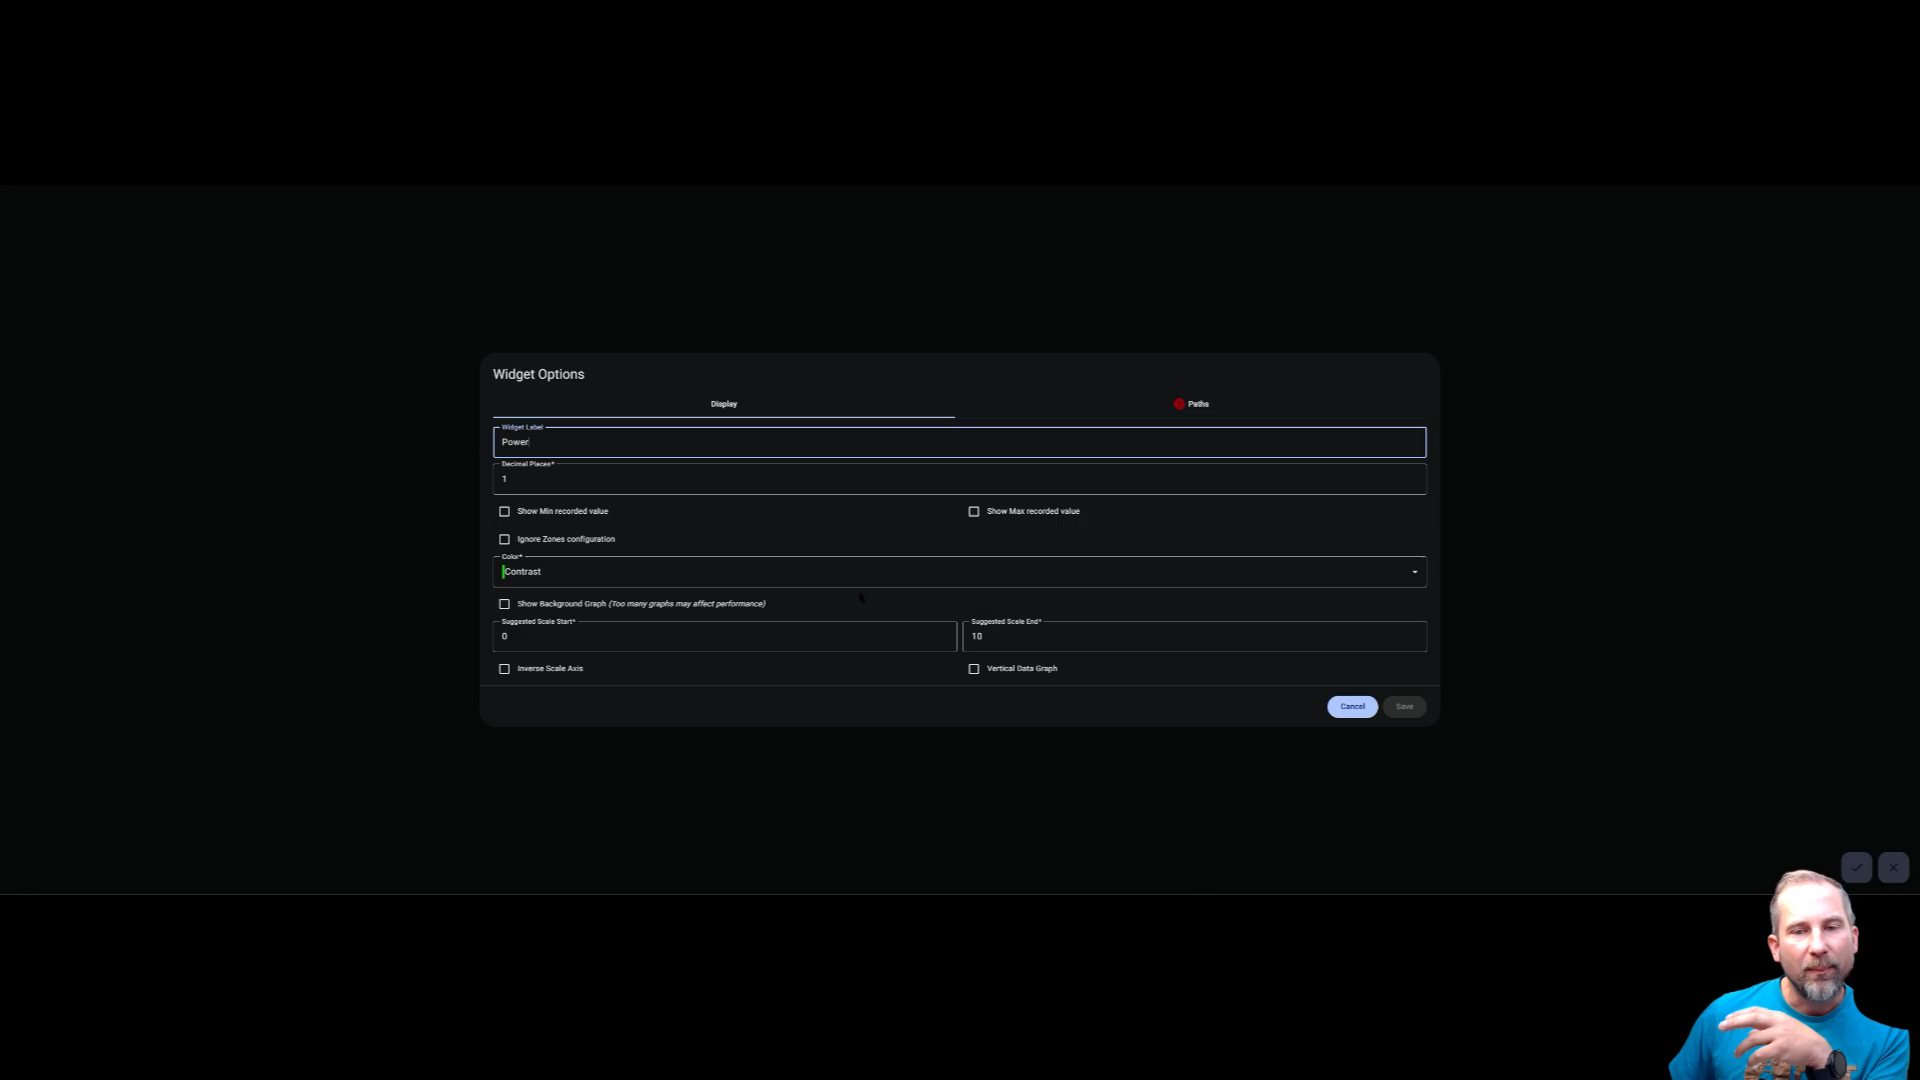 Widget Options
Display
Paths
Widget Label
Power
Decimal Places*
1
Show Min recorded value
Show Max recorded value
Ignore Zones configuration
Color*
Contrast
Show Background Graph (Too many graphs may affect performance)
Suggested Scale Start*
0
Suggested Scale End*
10
Inverse Scale Axis
Vertical Data Graph
Cancel
Save